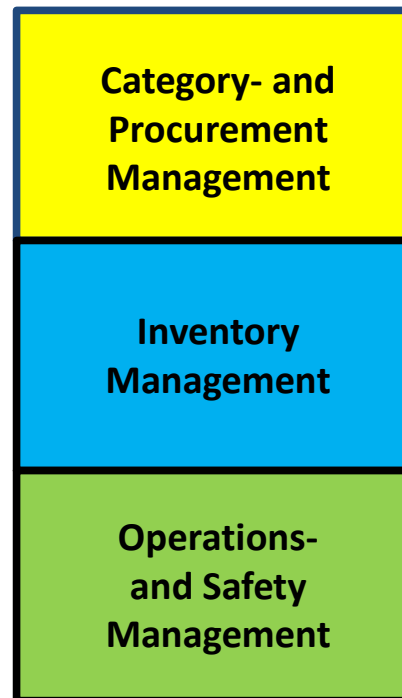 Category- and
Procurement
Management
Inventory
Management
Operations-
and Safety
Management